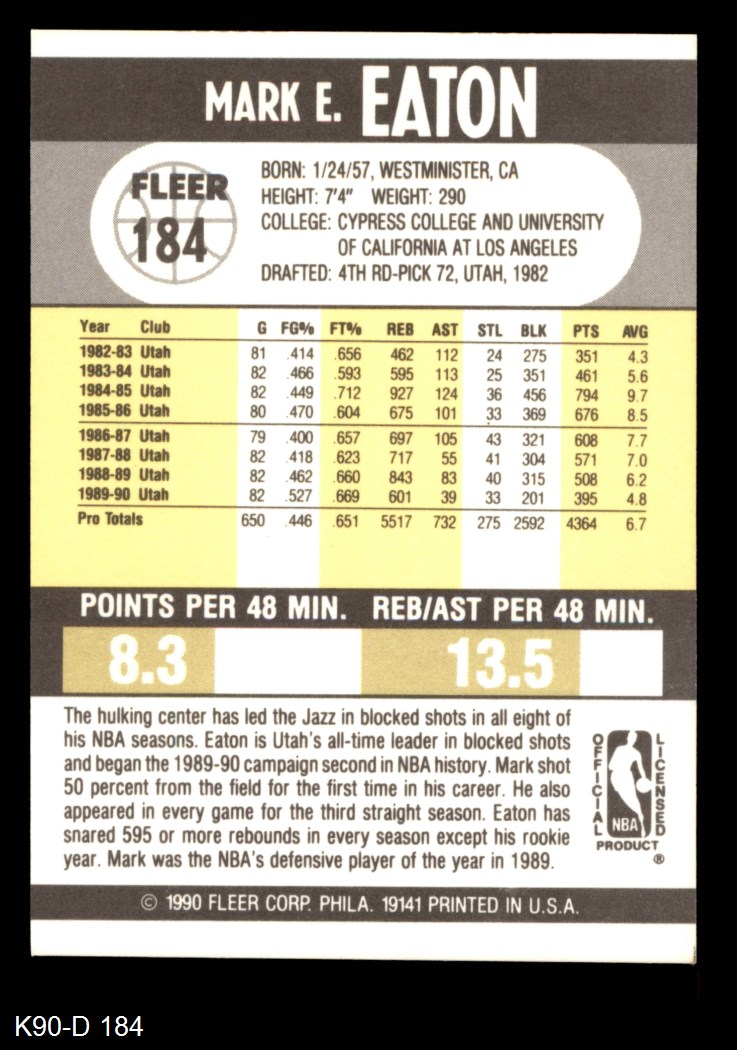 MARK E. EATON
FLEER
184
BORN: 1/24/57, WESTMINISTER, CA
HEIGHT: 7'4" WEIGHT: 290
COLLEGE: CYPRESS COLLEGE AND UNIVERSITY
OF CALIFORNIA AT LOS ANGELES
DRAFTED: 4TH RD-PICK 72, UTAH, 1982
Year Club G FG% FT% REB AST STL BLK PTS AVG
1982-83 Utah 81 .414 .656 462 112 24 275 351 4.3
1983-84 Utah 82 .466 .593 595 113 25 351 461 5.6
1984-85 Utah 82 .449 .712 927 124 36 456 794 9.7
1985-86 Utah 80 .470 .604 675 101 33 369 676 8.5
1986-87 Utah 79 .400 .657 697 105 43 321 608 7.7
1987-88 Utah 82 .418 .623 717 55 41 304 571 7.0
1988-89 Utah 82 .462 .660 843 83 40 315 508 6.2
1989-90 Utah 82 .527 .669 601 39 33 201 395 4.8
Pro Totals 650 .446 .651 5517 732 275 2592 4364 6.7
POINTS PER 48 MIN. REB/AST PER 48 MIN.
8.3 13.5
The hulking center has led the Jazz in blocked shots in all eight of
his NBA seasons. Eaton is Utah's all-time leader in blocked shots
and began the 1989-90 campaign second in NBA history. Mark shot
50 percent from the field for the first time in his career. He also
appeared in every game for the third straight season. Eaton has
snared 595 or more rebounds in every season except his rookie
year. Mark was the NBA's defensive player of the year in 1989.
OFFICIAL
LICENSED
NBA
PRODUCT
®
© 1990 FLEER CORP. PHILA. 19141 PRINTED IN U.S.A.
K90-D 184